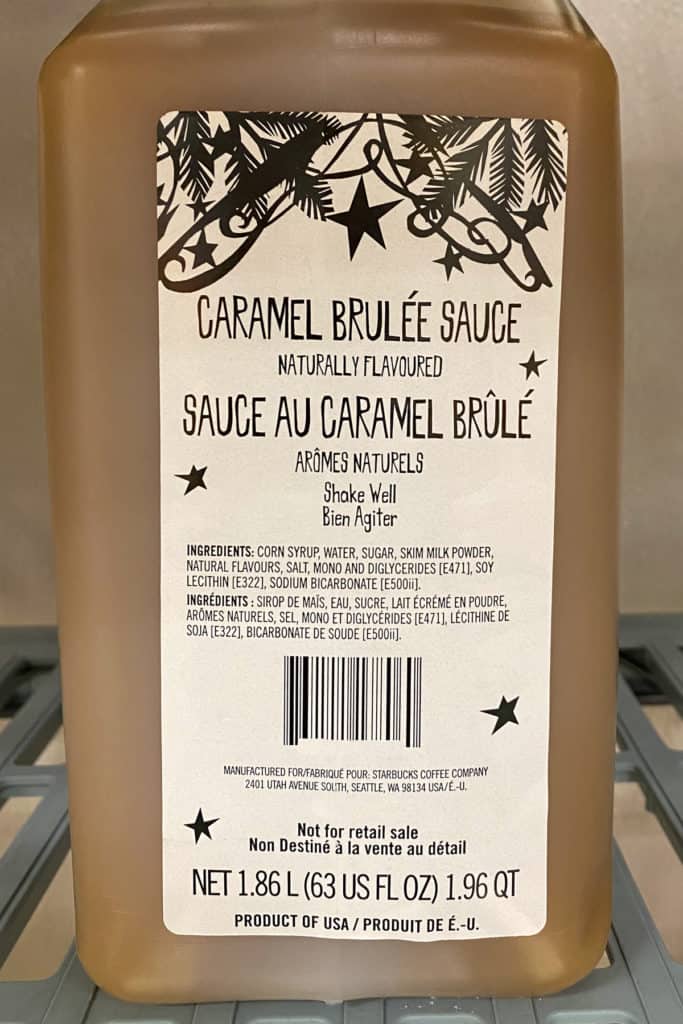 CARAMEL BRULÉE SAUCE
NATURALLY FLAVOURED
SAUCE AU CARAMEL BRÛLÉ
ARÔMES NATURELS
Shake Well
Bien Agiter
INGREDIENTS: CORN SYRUP, WATER, SUGAR, SKIM MILK POWDER,
NATURAL FLAVOURS, SALT, MONO AND DIGLYCERIDES [E471], SOY
LECITHIN [E322], SODIUM BICARBONATE [E500ii].
INGRÉDIENTS : SIROP DE MAÏS, EAU, SUCRE, LAIT ÉCRÉMÉ EN POUDRE,
ARÔMES NATURELS, SEL, MONO ET DIGLYCÉRIDES [E471], LÉCITHINE DE
SOJA [E322], BICARBONATE DE SOUDE [E500ii].
MANUFACTURED FOR/FABRIQUÉ POUR: STARBUCKS COFFEE COMPANY
2401 UTAH AVENUE SOUTH, SEATTLE, WA 98134 USA/É.-U.
Not for retail sale
Non Destiné à la vente au détail
NET 1.86 L (63 US FL OZ) 1.96 QT
PRODUCT OF USA / PRODUIT DE É.-U.